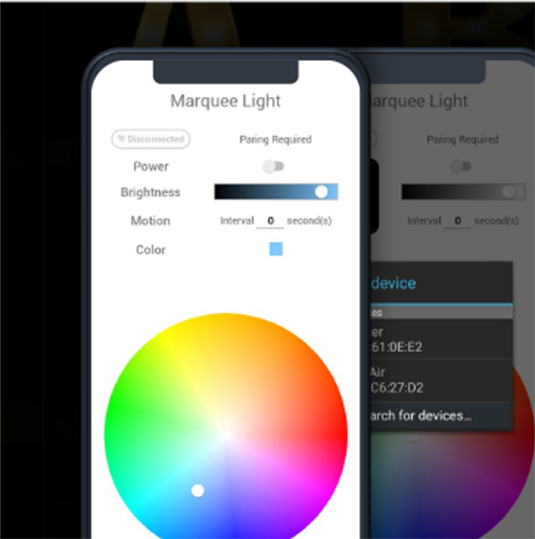 Marquee Light
Disconnected
Paring Required
Power
Brightness
Motion
Interval 0 second(s)
Color
arquee Light
Paring Required
Interval 0 second(s)
device
es
er
:61:0E:E2
Air
C6:27:D2
arch for devices...